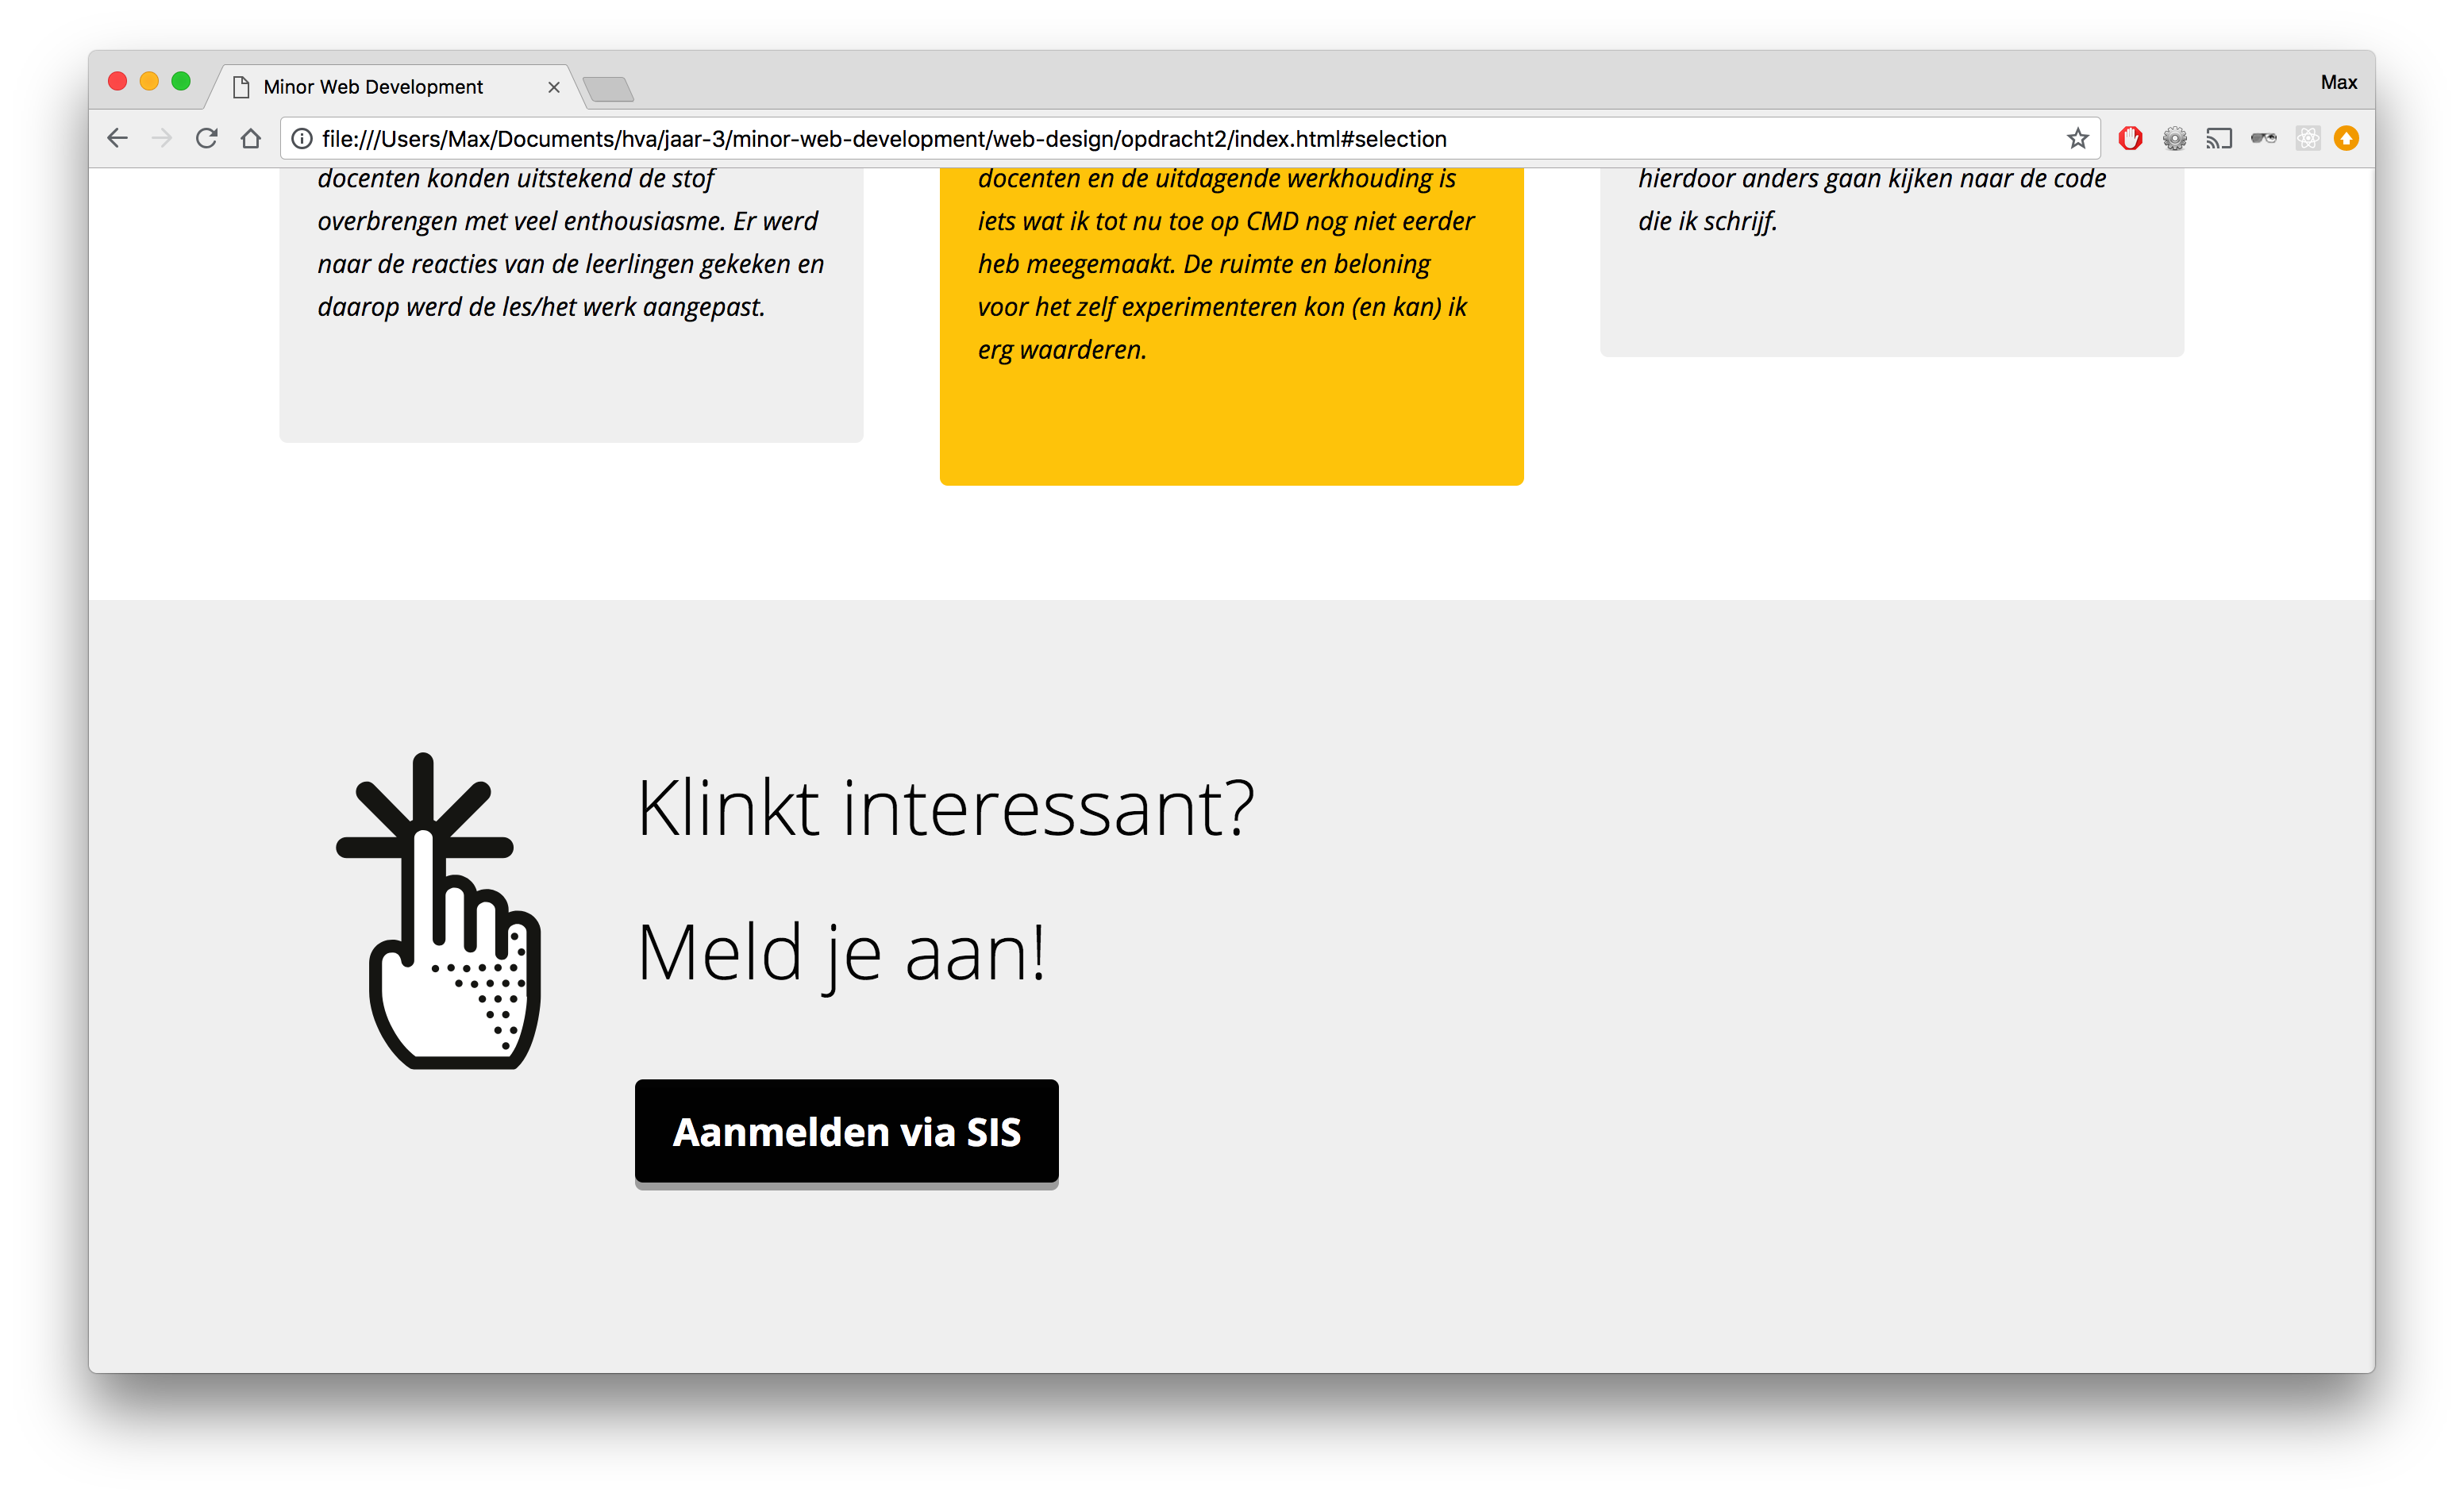 Minor Web Development
Max
file:///Users/Max/Documents/hva/jaar-3/minor-web-development/web-design/opdracht2/index.html#selection
docenten konden uitstekend de stof
overbrengen met veel enthousiasme. Er werd
naar de reacties van de leerlingen gekeken en
daarop werd de les/het werk aangepast.
docenten en de uitdagende werkhouding is
iets wat ik tot nu toe op CMD nog niet eerder
heb meegemaakt. De ruimte en beloning
voor het zelf experimenteren kon (en kan) ik
erg waarderen.
hierdoor anders gaan kijken naar de code
die ik schrijf.
Klinkt interessant?
Meld je aan!
Aanmelden via SIS